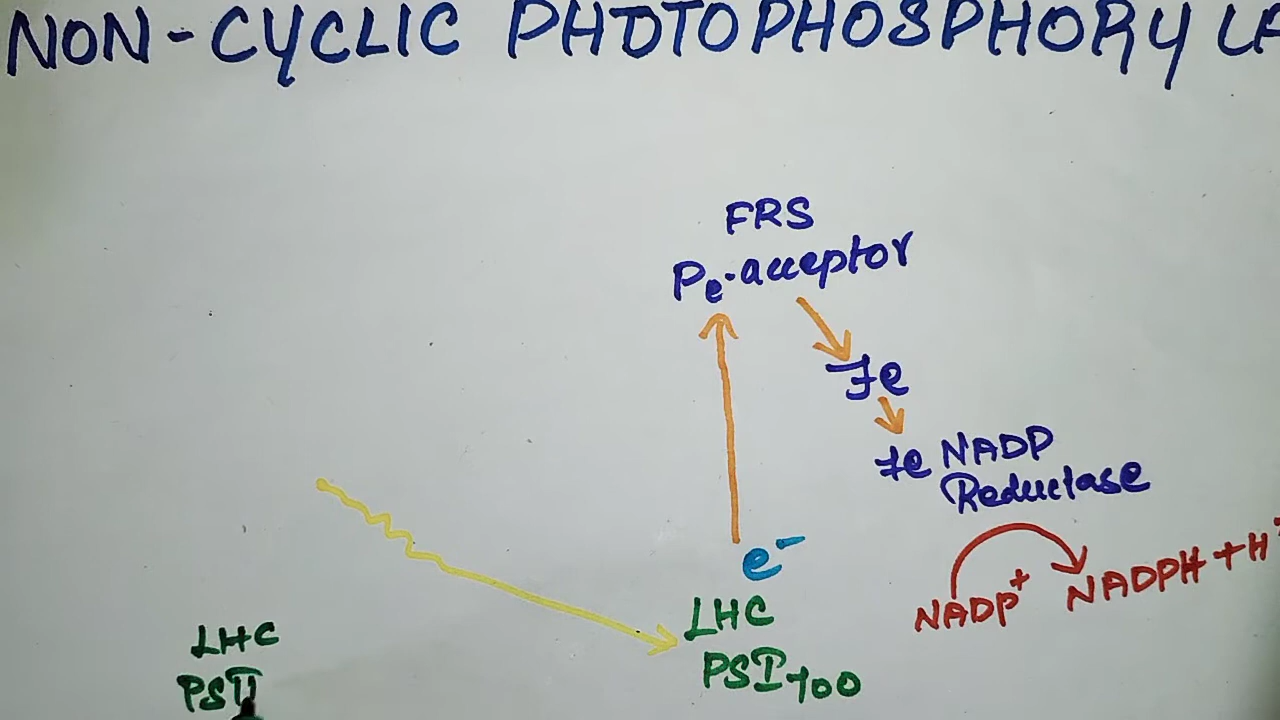 NON-CYCLIC PHOTOPHOSPHORYLA
FRS
Pe-acceptor
Fe
Fe NADP
Reductase
e-
NADP+ NADPH + H+
LHC
PSI700
LHC
PSII